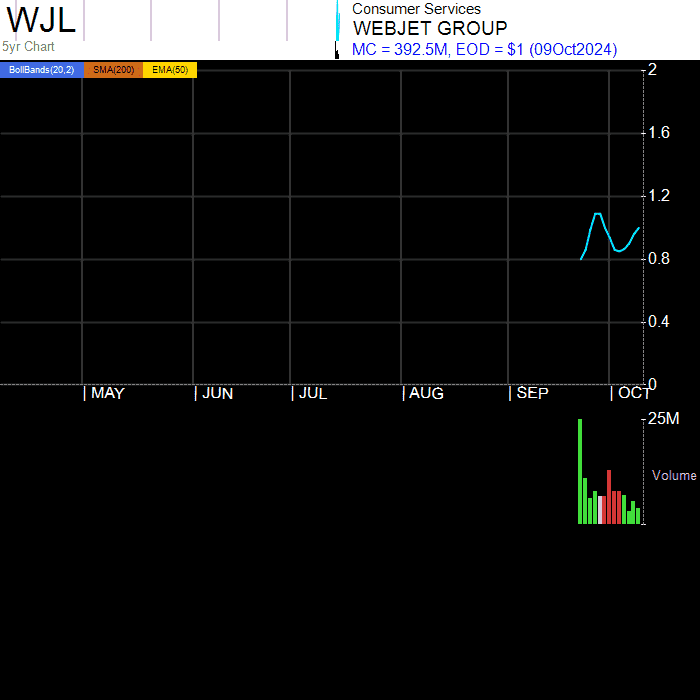 WJL
5yr Chart
Consumer Services
WEBJET GROUP
MC = 392.5M, EOD = $1 (09Oct2024)
BollBands(20,2) SMA(200) EMA(50)
2
1.6
1.2
0.8
0.4
0
| MAY | JUN | JUL | AUG | SEP | OCT
25M
Volume